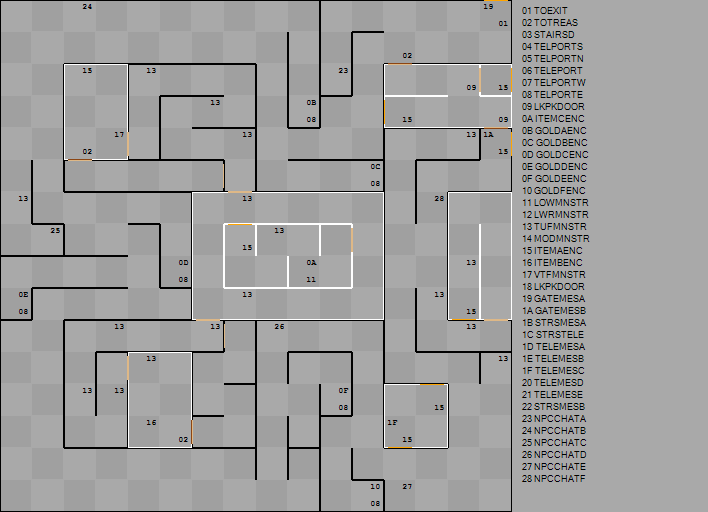 24 19
01
02
15 13 23
09 15
13 0B
08 15 09
17 13 13 1A
02 15
0C
08
13 13 28
25 13
15
0D 0A 13
08 11
0E 13 13
08 15
13 13 26 13
13 13
13 13 0F
08 15
16 1F
02 15
10 27
08
01 TOEXIT
02 TOTREAS
03 STAIRSD
04 TELPORTS
05 TELPORTN
06 TELEPORT
07 TELPORTW
08 TELPORTE
09 LKPKDOOR
0A ITEMCENC
0B GOLDAENC
0C GOLDBENC
0D GOLDCENC
0E GOLDDENC
0F GOLDEENC
10 GOLDFENC
11 LOWMNSTR
12 LWRMNSTR
13 TUFMNSTR
14 MODMNSTR
15 ITEMAENC
16 ITEMBENC
17 VTFMNSTR
18 LKPKDOOR
19 GATEMESA
1A GATEMESB
1B STRSMESA
1C STRSTELE
1D TELEMESA
1E TELEMESB
1F TELEMESC
20 TELEMESD
21 TELEMESE
22 STRSMESB
23 NPCCHATA
24 NPCCHATB
25 NPCCHATC
26 NPCCHATD
27 NPCCHATE
28 NPCCHATF